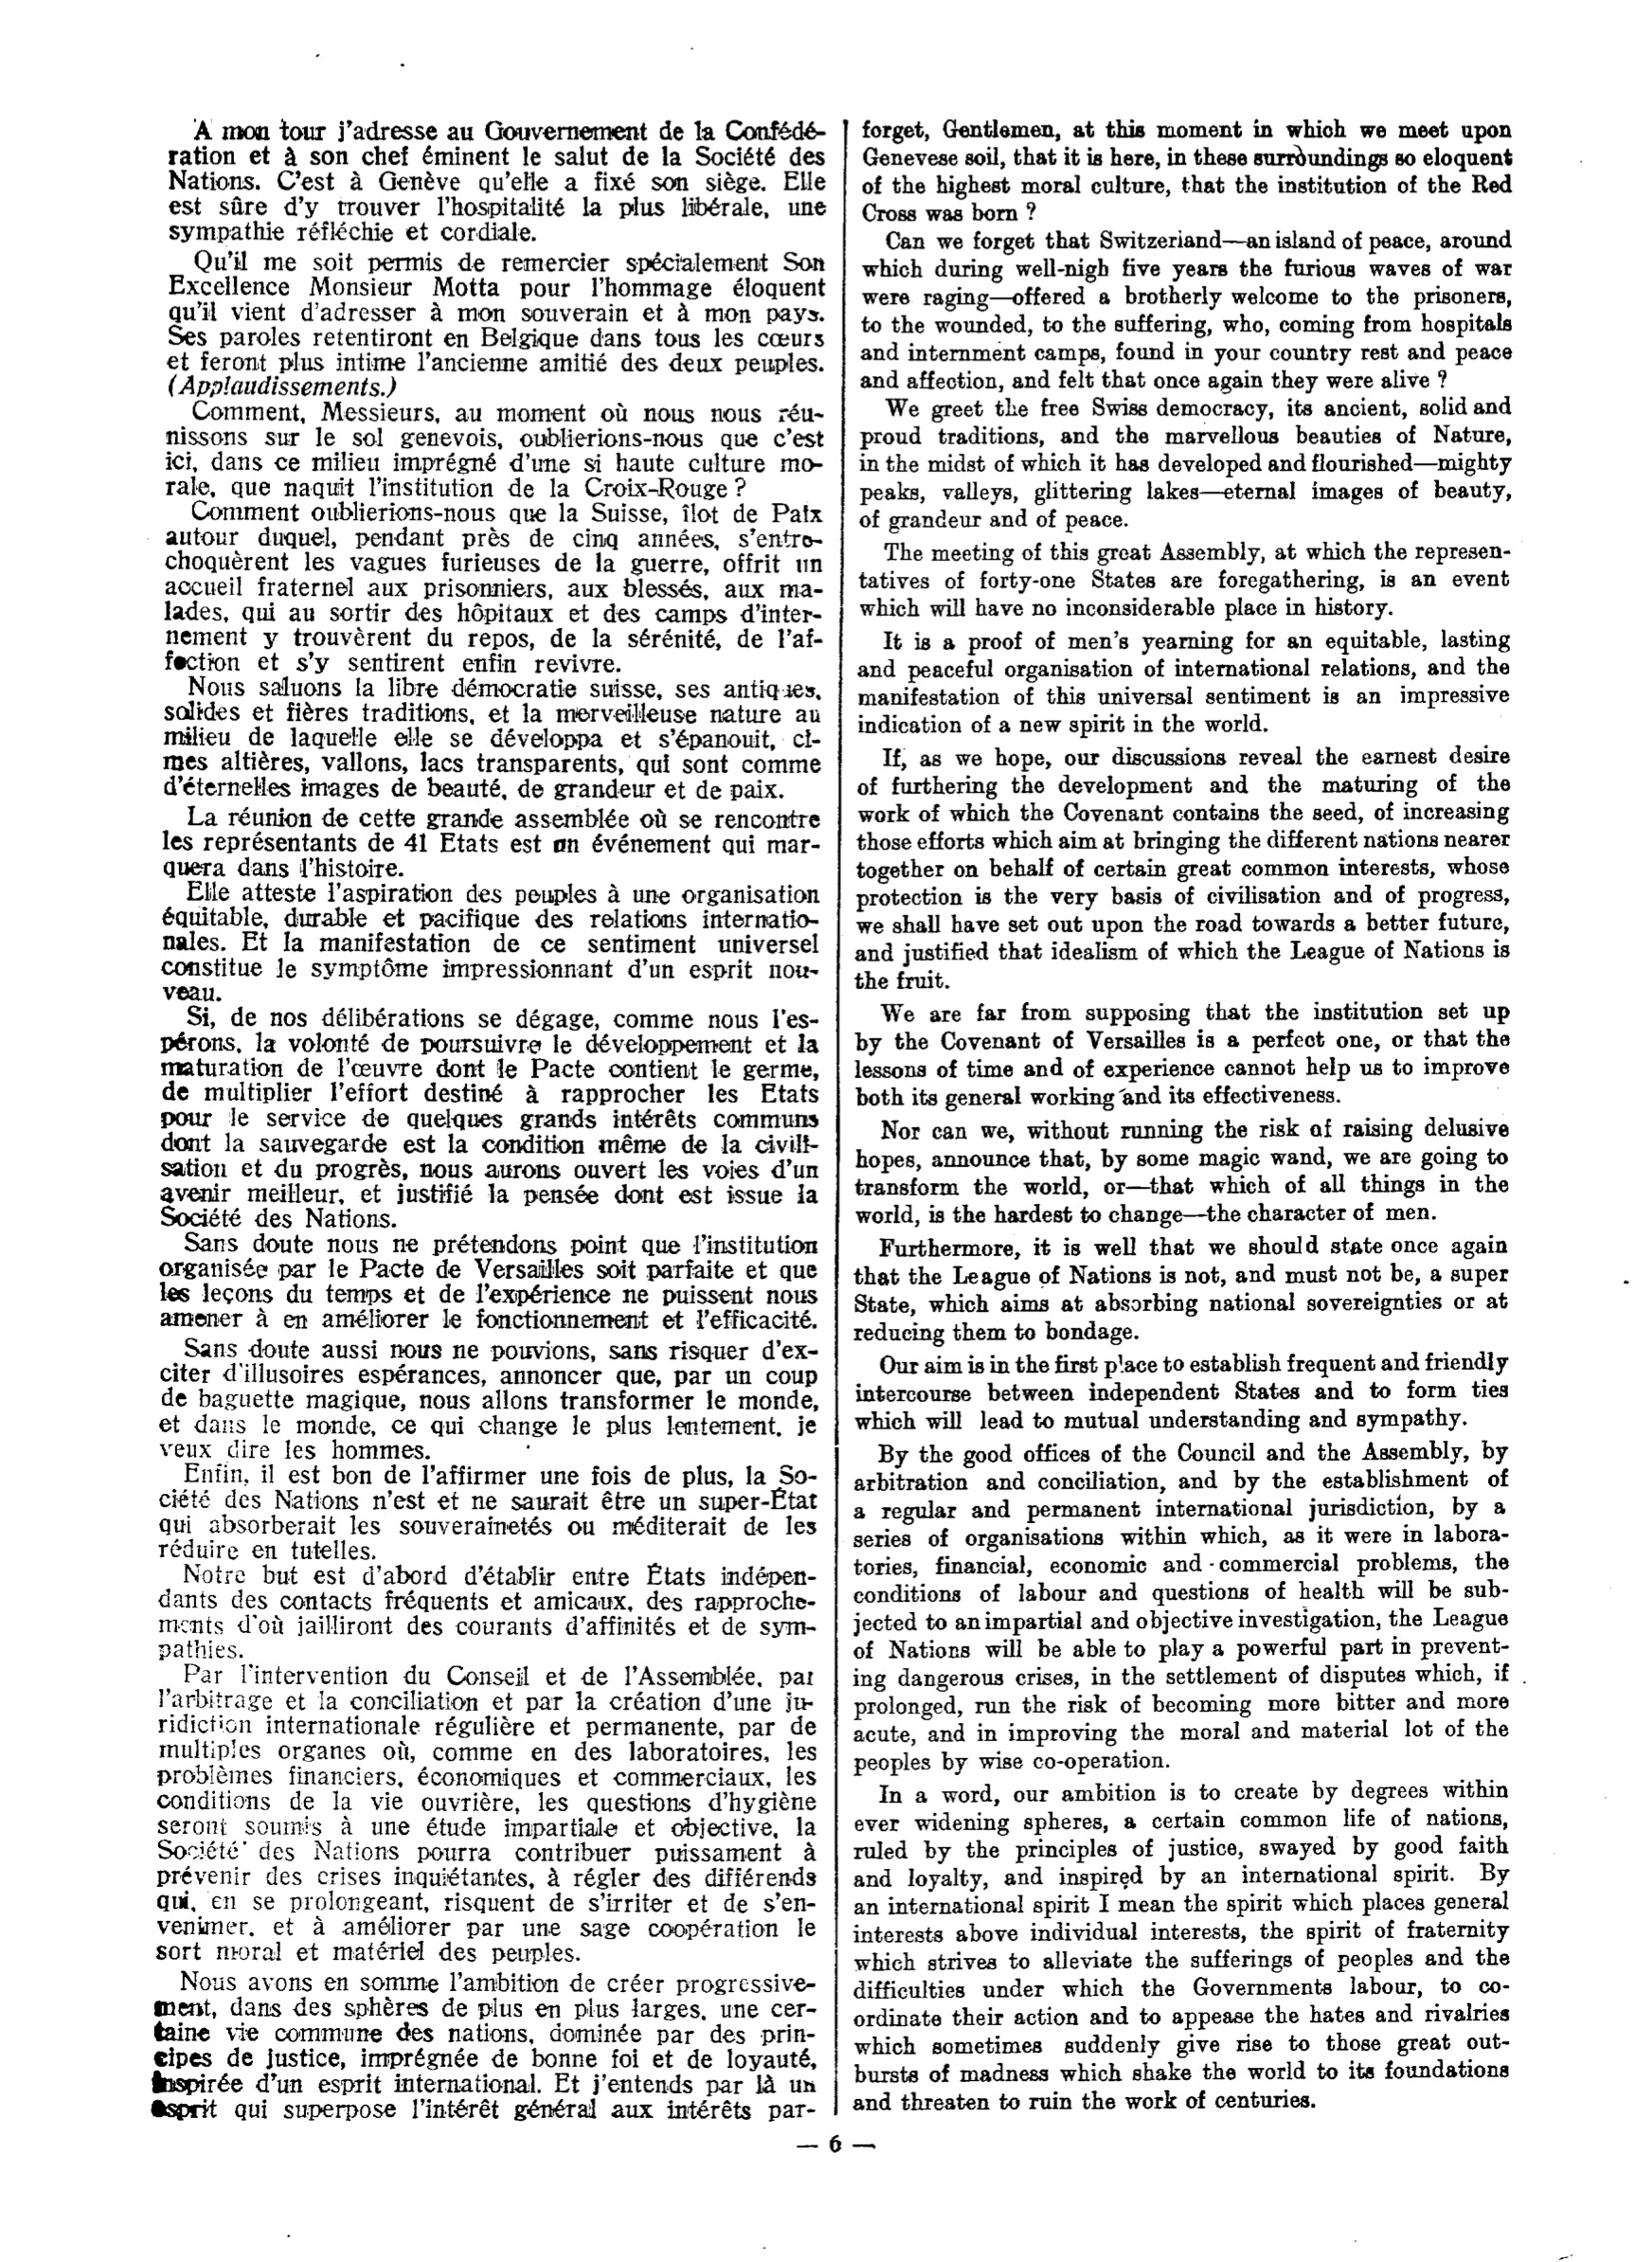 A mon tour j'adresse au Gouvernement de la Confédé-
ration et à son chef éminent le salut de la Société des
Nations. C'est à Genève qu'elle a fixé son siège. Elle
est sûre d'y trouver l'hospitalité la plus libérale, une
sympathie réfléchie et cordiale.
Qu'il me soit permis de remercier spécialement Son
Excellence Monsieur Motta pour l'hommage éloquent
qu'il vient d'adresser à mon souverain et à mon pays.
Ses paroles retentiront en Belgique dans tous les cœurs
et feront plus intime l'ancienne amitié des deux peuples.
(Applaudissements.)
Comment, Messieurs, au moment où nous nous réu-
nissons sur le sol genevois, oublierions-nous que c'est
ici, dans ce milieu imprégné d'une si haute culture mo-
rale, que naquit l'institution de la Croix-Rouge ?
Comment oublierions-nous que la Suisse, îlot de Paix
autour duquel, pendant près de cinq années, s'entre-
choquèrent les vagues furieuses de la guerre, offrit un
accueil fraternel aux prisonniers, aux blessés, aux ma-
lades, qui au sortir des hôpitaux et des camps d'inter-
nement y trouvèrent du repos, de la sérénité, de l'af-
fection et s'y sentirent enfin revivre.
Nous saluons la libre démocratie suisse, ses antiques,
solides et fières traditions, et la merveilleuse nature au
milieu de laquelle elle se développa et s'épanouit, ci-
mes altières, vallons, lacs transparents, qui sont comme
d'éternelles images de beauté, de grandeur et de paix.
La réunion de cette grande assemblée où se rencontre
les représentants de 41 Etats est un événement qui mar-
quera dans l'histoire.
Elle atteste l'aspiration des peuples à une organisation
équitable, durable et pacifique des relations internatio-
nales. Et la manifestation de ce sentiment universel
constitue le symptôme impressionnant d'un esprit nou-
veau.
Si, de nos délibérations se dégage, comme nous l'es-
pérons, la volonté de poursuivre le développement et la
maturation de l'œuvre dont le Pacte contient le germe,
de multiplier l'effort destiné à rapprocher les Etats
pour le service de quelques grands intérêts communs
dont la sauvegarde est la condition même de la civili-
sation et du progrès, nous aurons ouvert les voies d'un
avenir meilleur, et justifié la pensée dont est issue la
Société des Nations.
Sans doute nous ne prétendons point que l'institution
organisée par le Pacte de Versailles soit parfaite et que
les leçons du temps et de l'expérience ne puissent nous
amener à en améliorer le fonctionnement et l'efficacité.
Sans doute aussi nous ne pouvions, sans risquer d'ex-
citer d'illusoires espérances, annoncer que, par un coup
de baguette magique, nous allons transformer le monde,
et dans le monde, ce qui change le plus lentement, je
veux dire les hommes.
Enfin, il est bon de l'affirmer une fois de plus, la So-
ciété des Nations n'est et ne saurait être un super-État
qui absorberait les souverainetés ou méditerait de les
réduire en tutelles.
Notre but est d'abord d'établir entre États indépen-
dants des contacts fréquents et amicaux, des rapproche-
ments d'où jailliront des courants d'affinités et de sym-
pathies.
Par l'intervention du Conseil et de l'Assemblée, par
l'arbitrage et la conciliation et par la création d'une ju-
ridiction internationale régulière et permanente, par de
multiples organes où, comme en des laboratoires, les
problèmes financiers, économiques et commerciaux, les
conditions de la vie ouvrière, les questions d'hygiène
seront soumis à une étude impartiale et objective, la
Société des Nations pourra contribuer puissament à
prévenir des crises inquiétantes, à régler des différends
qui, en se prolongeant, risquent de s'irriter et de s'en-
venimer, et à améliorer par une sage coopération le
sort moral et matériel des peuples.
Nous avons en somme l'ambition de créer progressive-
ment, dans des sphères de plus en plus larges, une cer-
taine vie commune des nations, dominée par des prin-
cipes de justice, imprégnée de bonne foi et de loyauté,
inspirée d'un esprit international. Et j'entends par là un
esprit qui superpose l'intérêt général aux intérêts par-
forget, Gentlemen, at this moment in which we meet upon
Genevese soil, that it is here, in these surroundings so eloquent
of the highest moral culture, that the institution of the Red
Cross was born ?
Can we forget that Switzerland—an island of peace, around
which during well-nigh five years the furious waves of war
were raging—offered a brotherly welcome to the prisoners,
to the wounded, to the suffering, who, coming from hospitals
and internment camps, found in your country rest and peace
and affection, and felt that once again they were alive ?
We greet the free Swiss democracy, its ancient, solid and
proud traditions, and the marvellous beauties of Nature,
in the midst of which it has developed and flourished—mighty
peaks, valleys, glittering lakes—eternal images of beauty,
of grandeur and of peace.
The meeting of this great Assembly, at which the represen-
tatives of forty-one States are foregathering, is an event
which will have no inconsiderable place in history.
It is a proof of men's yearning for an equitable, lasting
and peaceful organisation of international relations, and the
manifestation of this universal sentiment is an impressive
indication of a new spirit in the world.
If, as we hope, our discussions reveal the earnest desire
of furthering the development and the maturing of the
work of which the Covenant contains the seed, of increasing
those efforts which aim at bringing the different nations nearer
together on behalf of certain great common interests, whose
protection is the very basis of civilisation and of progress,
we shall have set out upon the road towards a better future,
and justified that idealism of which the League of Nations is
the fruit.
We are far from supposing that the institution set up
by the Covenant of Versailles is a perfect one, or that the
lessons of time and of experience cannot help us to improve
both its general working and its effectiveness.
Nor can we, without running the risk of raising delusive
hopes, announce that, by some magic wand, we are going to
transform the world, or—that which of all things in the
world, is the hardest to change—the character of men.
Furthermore, it is well that we should state once again
that the League of Nations is not, and must not be, a super
State, which aims at absorbing national sovereignties or at
reducing them to bondage.
Our aim is in the first place to establish frequent and friendly
intercourse between independent States and to form ties
which will lead to mutual understanding and sympathy.
By the good offices of the Council and the Assembly, by
arbitration and conciliation, and by the establishment of
a regular and permanent international jurisdiction, by a
series of organisations within which, as it were in labora-
tories, financial, economic and commercial problems, the
conditions of labour and questions of health will be sub-
jected to an impartial and objective investigation, the League
of Nations will be able to play a powerful part in prevent-
ing dangerous crises, in the settlement of disputes which, if
prolonged, run the risk of becoming more bitter and more
acute, and in improving the moral and material lot of the
peoples by wise co-operation.
In a word, our ambition is to create by degrees within
ever widening spheres, a certain common life of nations,
ruled by the principles of justice, swayed by good faith
and loyalty, and inspired by an international spirit. By
an international spirit I mean the spirit which places general
interests above individual interests, the spirit of fraternity
which strives to alleviate the sufferings of peoples and the
difficulties under which the Governments labour, to co-
ordinate their action and to appease the hates and rivalries
which sometimes suddenly give rise to those great out-
bursts of madness which shake the world to its foundations
and threaten to ruin the work of centuries.
— 6 —